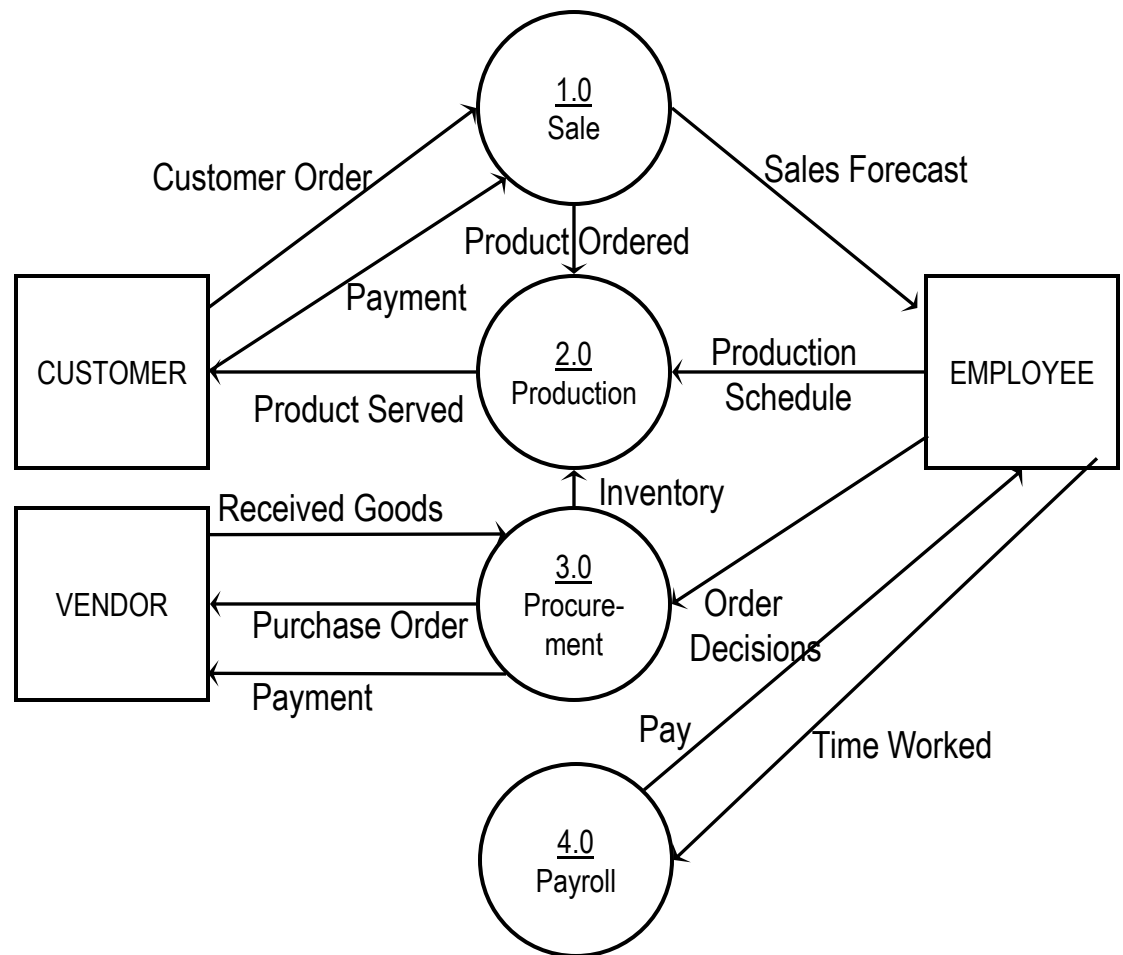 1.0
Sale
Customer Order
Sales Forecast
Product Ordered
Payment
CUSTOMER
2.0
Production
Production
Schedule
EMPLOYEE
Product Served
Received Goods
Inventory
VENDOR
3.0
Procure-
ment
Purchase Order
Order
Decisions
Payment
Pay
Time Worked
4.0
Payroll